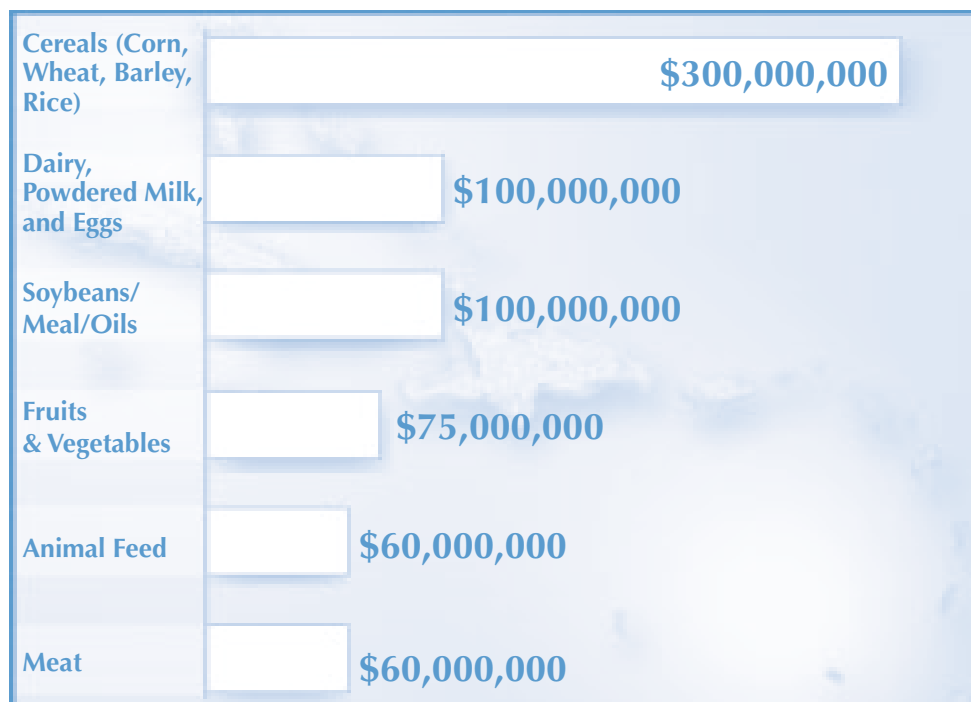 Cereals (Corn,
Wheat, Barley,
Rice)
$300,000,000
Dairy,
Powdered Milk,
and Eggs
$100,000,000
Soybeans/
Meal/Oils
$100,000,000
Fruits
& Vegetables
$75,000,000
Animal Feed
$60,000,000
Meat
$60,000,000